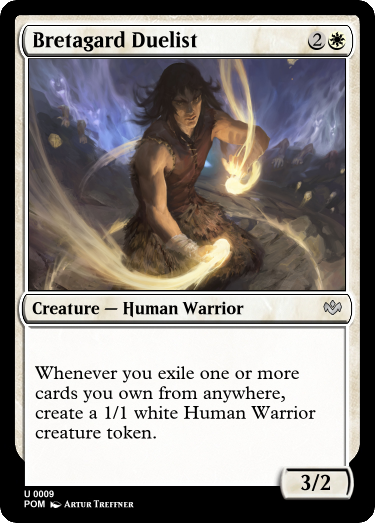 Bretagard Duelist 2
Creature — Human Warrior
Whenever you exile one or more
cards you own from anywhere,
create a 1/1 white Human Warrior
creature token.
3/2
U 0009
POM Artur Treffner